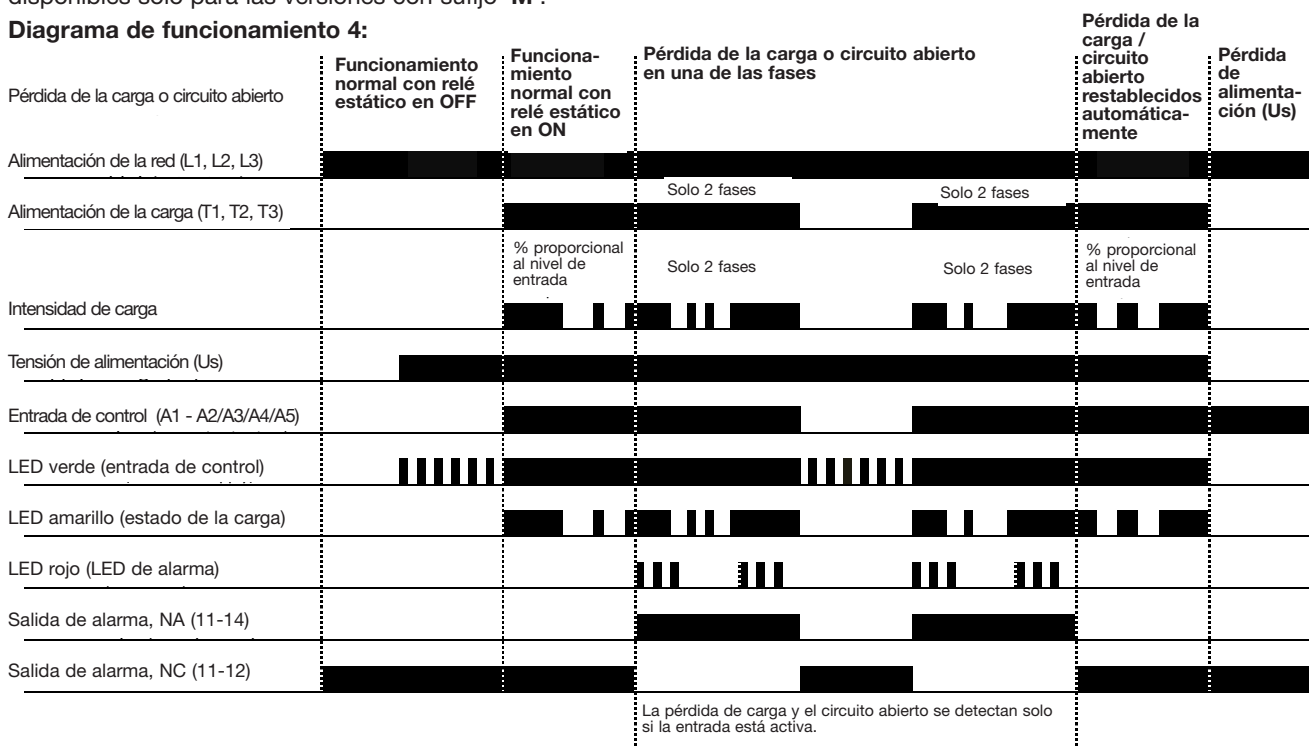 disponibles solo para las versiones con sufijo "M".
Diagrama de funcionamiento 4:
Pérdida de la carga o circuito abierto
Funcionamiento
normal con relé
estático en OFF
Funciona-
miento
normal con
relé estático
en ON
Pérdida de la carga o circuito abierto
en una de las fases
Pérdida de la
carga /
circuito
abierto
restablecidos
automática-
mente
Pérdida
de
alimenta-
ción (Us)
Alimentación de la red (L1, L2, L3)
Solo 2 fases
Solo 2 fases
Alimentación de la carga (T1, T2, T3)
% proporcional
al nivel de
entrada
Solo 2 fases
Solo 2 fases
% proporcional
al nivel de
entrada
Intensidad de carga
Tensión de alimentación (Us)
Entrada de control (A1 - A2/A3/A4/A5)
LED verde (entrada de control)
LED amarillo (estado de la carga)
LED rojo (LED de alarma)
Salida de alarma, NA (11-14)
Salida de alarma, NC (11-12)
La pérdida de carga y el circuito abierto se detectan solo
si la entrada está activa.